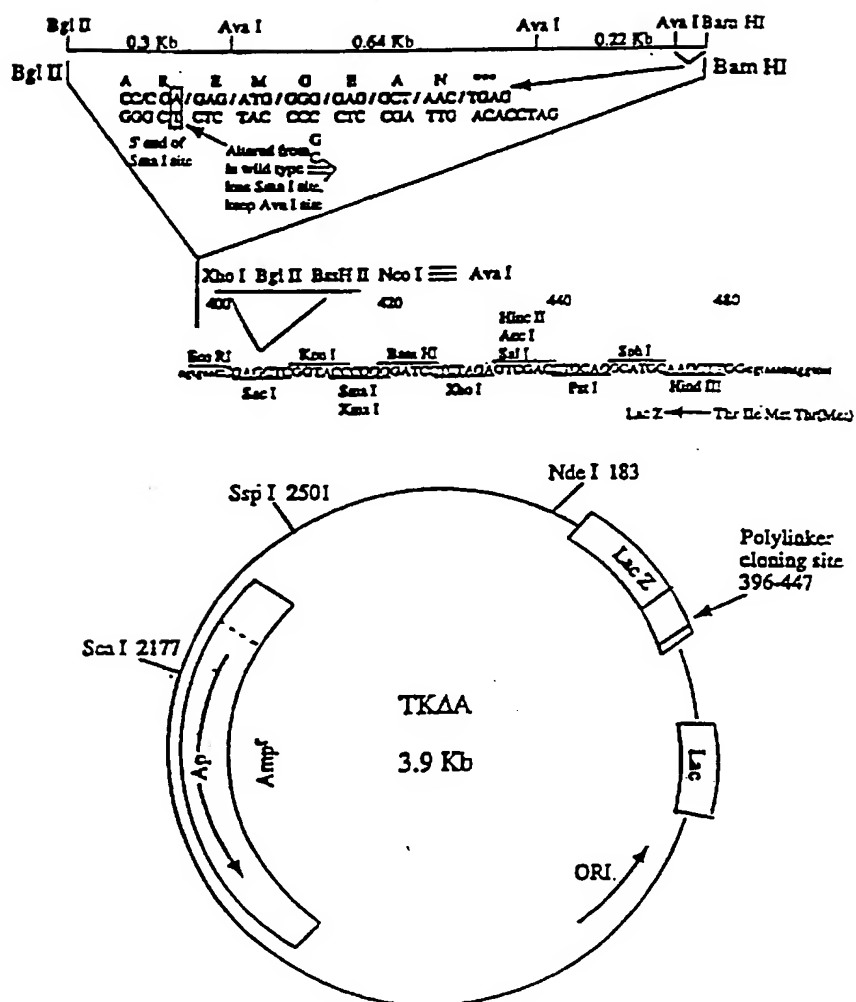 Bgl II Ava I Ava I Ava I Bam HI
0.3 Kb 0.64 Kb 0.22 Kb
Bgl II Bam HI
A R E M G E A N
CC/CGA/GAG/ATG/GGG/GAG/GCT/AAC/TGAG
GGGCT CTC TAC CCC CTC CGA TTG ACACCTAG
5' end of
Sma I site
G
C
Altered from
in wild type
lose Sma I site,
keep Ava I site
Xho I Bgl II BssH II Nco I Ava I
400 420 440 480
Hinc II
Acc I
Eco RI Kpn I Bam HI Sal I Sph I
Sac I Sma I Xho I Pst I Hind III
Xma I
Lac Z Thr Ile Met Thr(Met)
Nde I 183
Ssp I 2501
Lac Z
Polylinker
cloning site
396-447
Sca I 2177
TKΔA
3.9 Kb
Ap
Ampr
Lac
ORI.